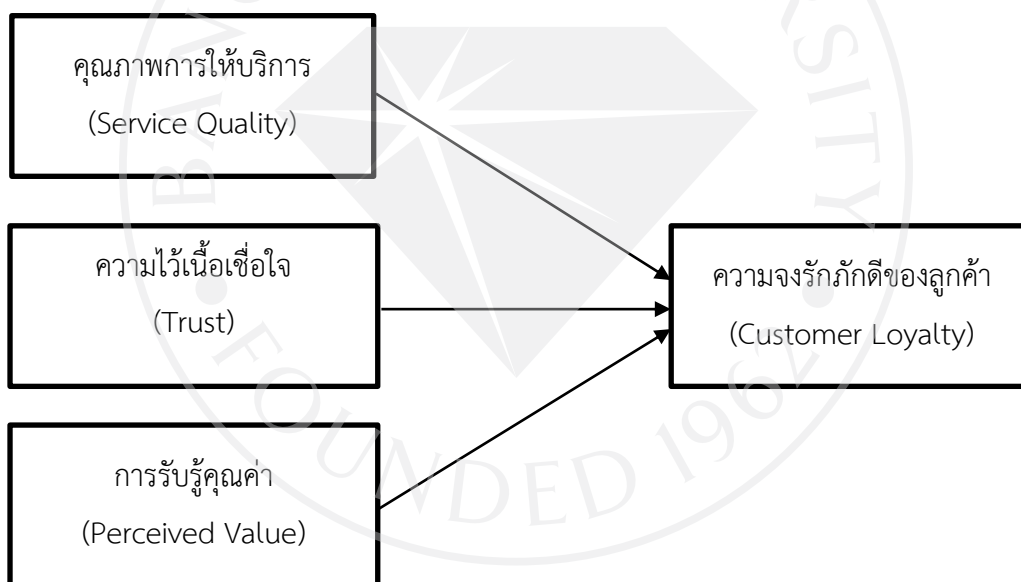 คุณภาพการให้บริการ
(Service Quality)
ความไว้เนื้อเชื่อใจ
(Trust)
ความจงรักภักดีของลูกค้า
(Customer Loyalty)
การรับรู้คุณค่า
(Perceived Value)
FOUNDED 1962